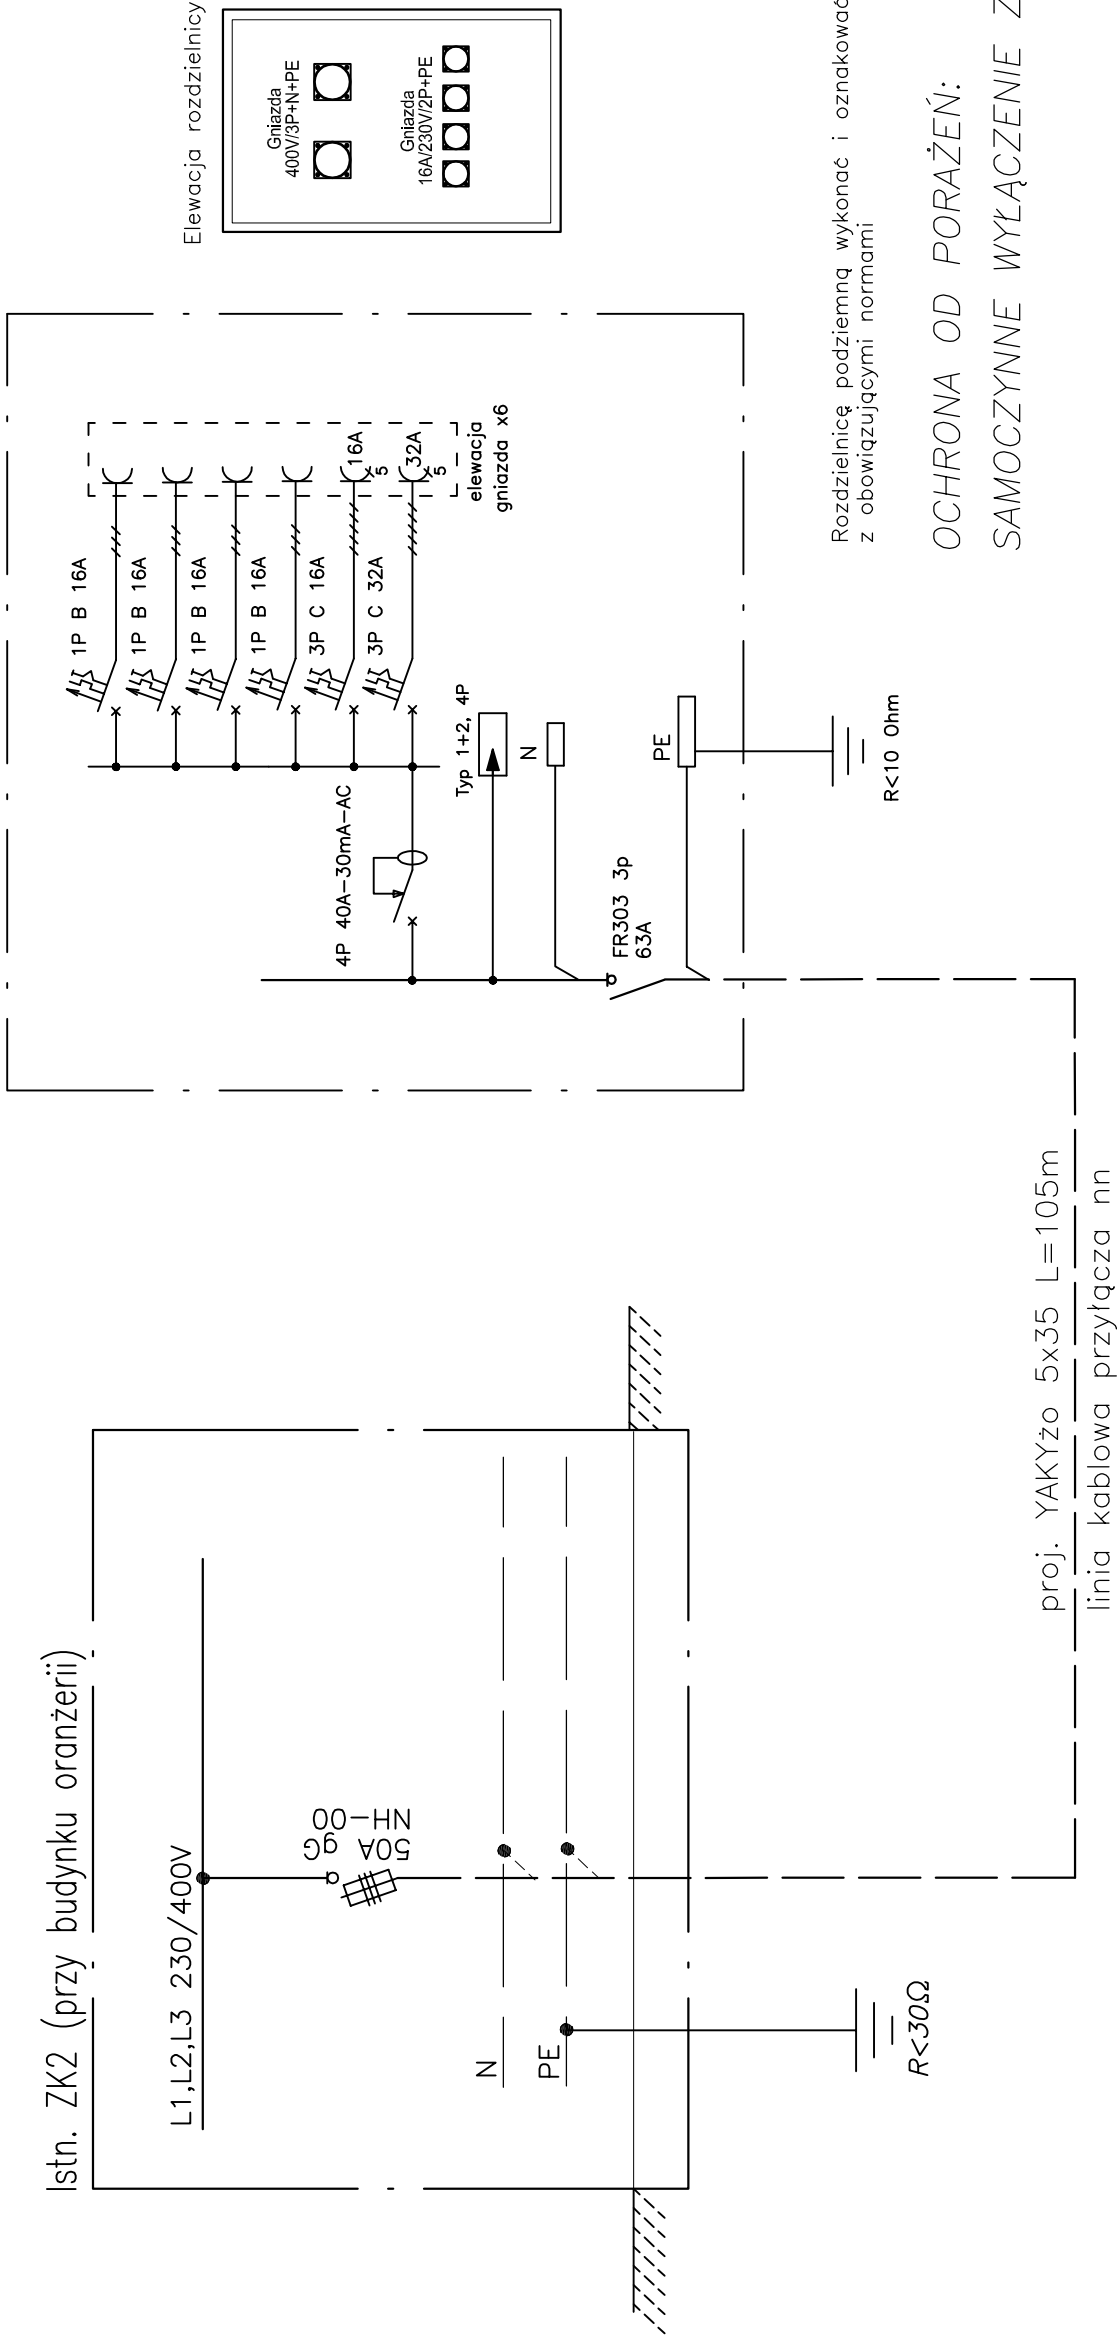 Istn. ZK2 (przy budynku oranżerii)
L1,L2,L3 230/400V
50A gG
NH-00
N
PE
R<30Ω
proj. YAKYżo 5x35 L=105m
linia kablowa przyłącza nn
1P B 16A
1P B 16A
1P B 16A
1P B 16A
3P C 16A
3P C 32A
16A
5
32A
5
elewacja
gniazda x6
4P 40A-30mA-AC
Typ 1+2, 4P
N
FR303 3p
63A
PE
R<10 Ohm
Elewacja rozdzielnicy
Gniazda
400V/3P+N+PE
Gniazda
16A/230V/2P+PE
Rozdzielnicę podziemną wykonać i oznakować
z obowiązującymi normami
OCHRONA OD PORAŻEŃ:
SAMOCZYNNE WYŁĄCZENIE Z